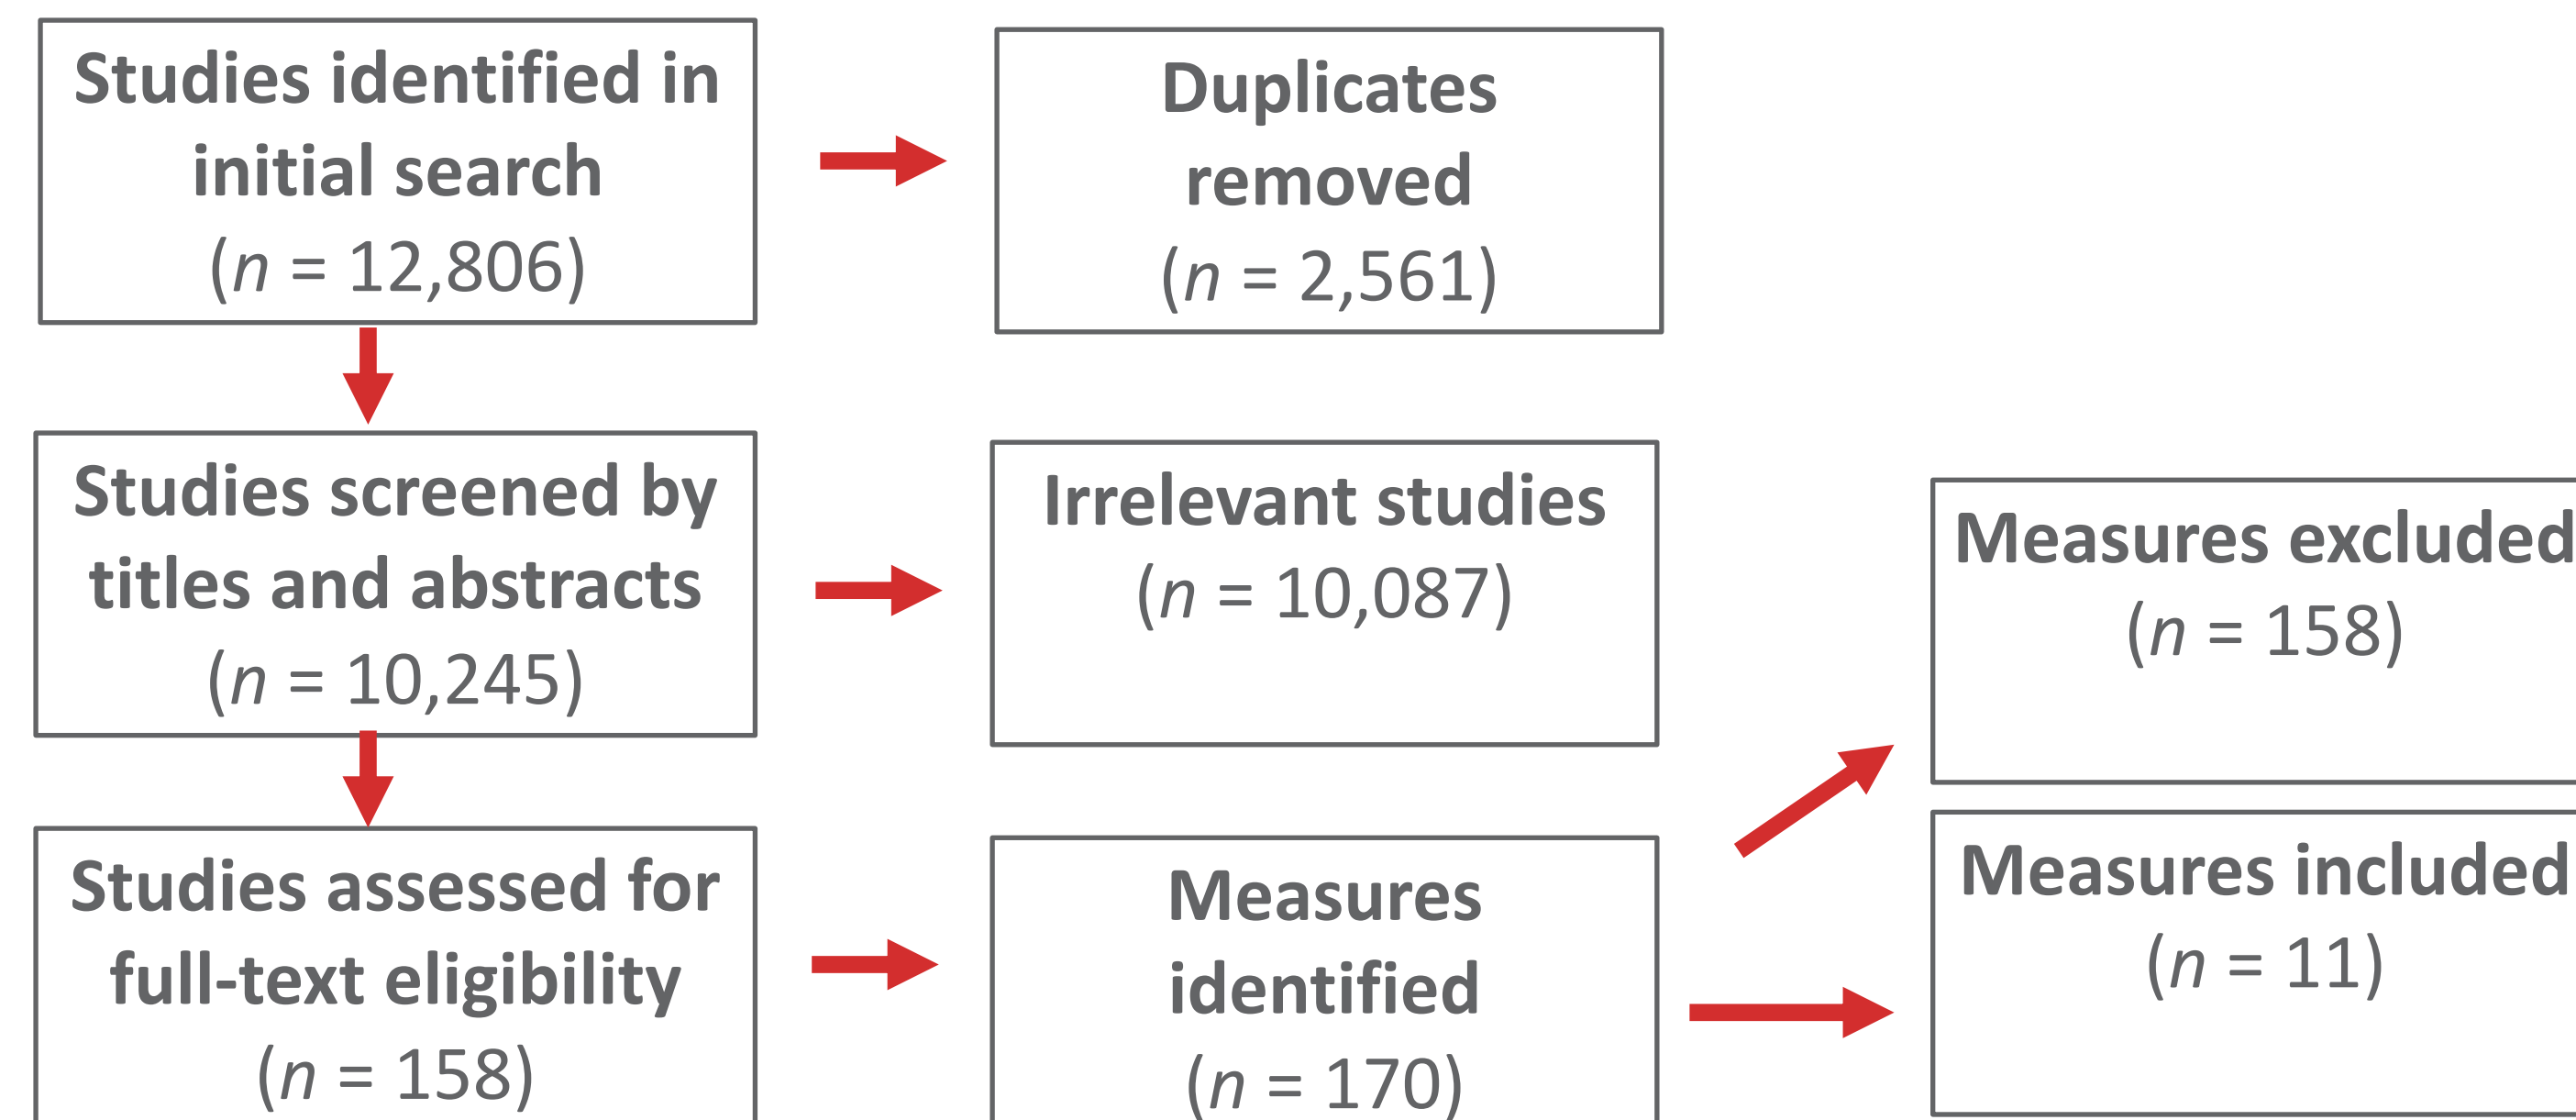 Studies identified in
initial search
(n = 12,806)
Duplicates
removed
(n = 2,561)
Studies screened by
titles and abstracts
(n = 10,245)
Irrelevant studies
(n = 10,087)
Measures excluded
(n = 158)
Studies assessed for
full-text eligibility
(n = 158)
Measures
identified
(n = 170)
Measures included
(n = 11)